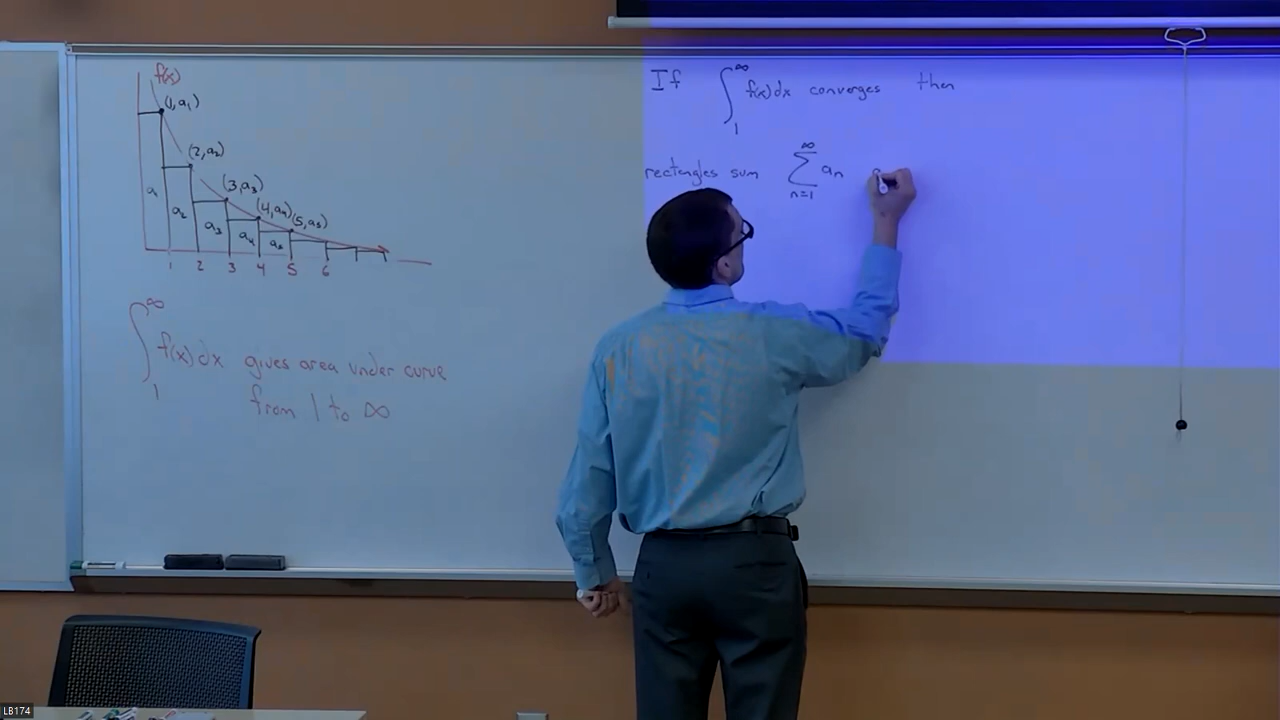 f(x)
(1,a₁)
(2,a₂)
(3,a₃)
(4,a₄) (5,a₅)
a₁ a₂ a₃ a₄ a₅
1 2 3 4 5 6
∫₁^∞ f(x)dx gives area under curve
from 1 to ∞
If ∫₁^∞ f(x)dx converges then
rectangles sum ∑_{n=1}^∞ aₙ
LB174